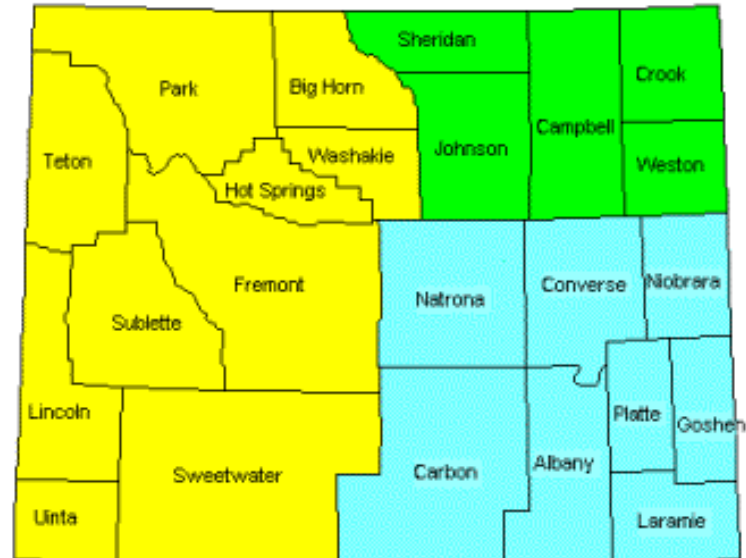 Sheridan
Crook
Park
Big Horn
Campbell
Johnson
Washakie
Teton
Weston
Hot Springs
Fremont
Natrona
Converse
Niobrara
Sublette
Lincoln
Platte
Goshen
Sweetwater
Carbon
Albany
Uinta
Laramie